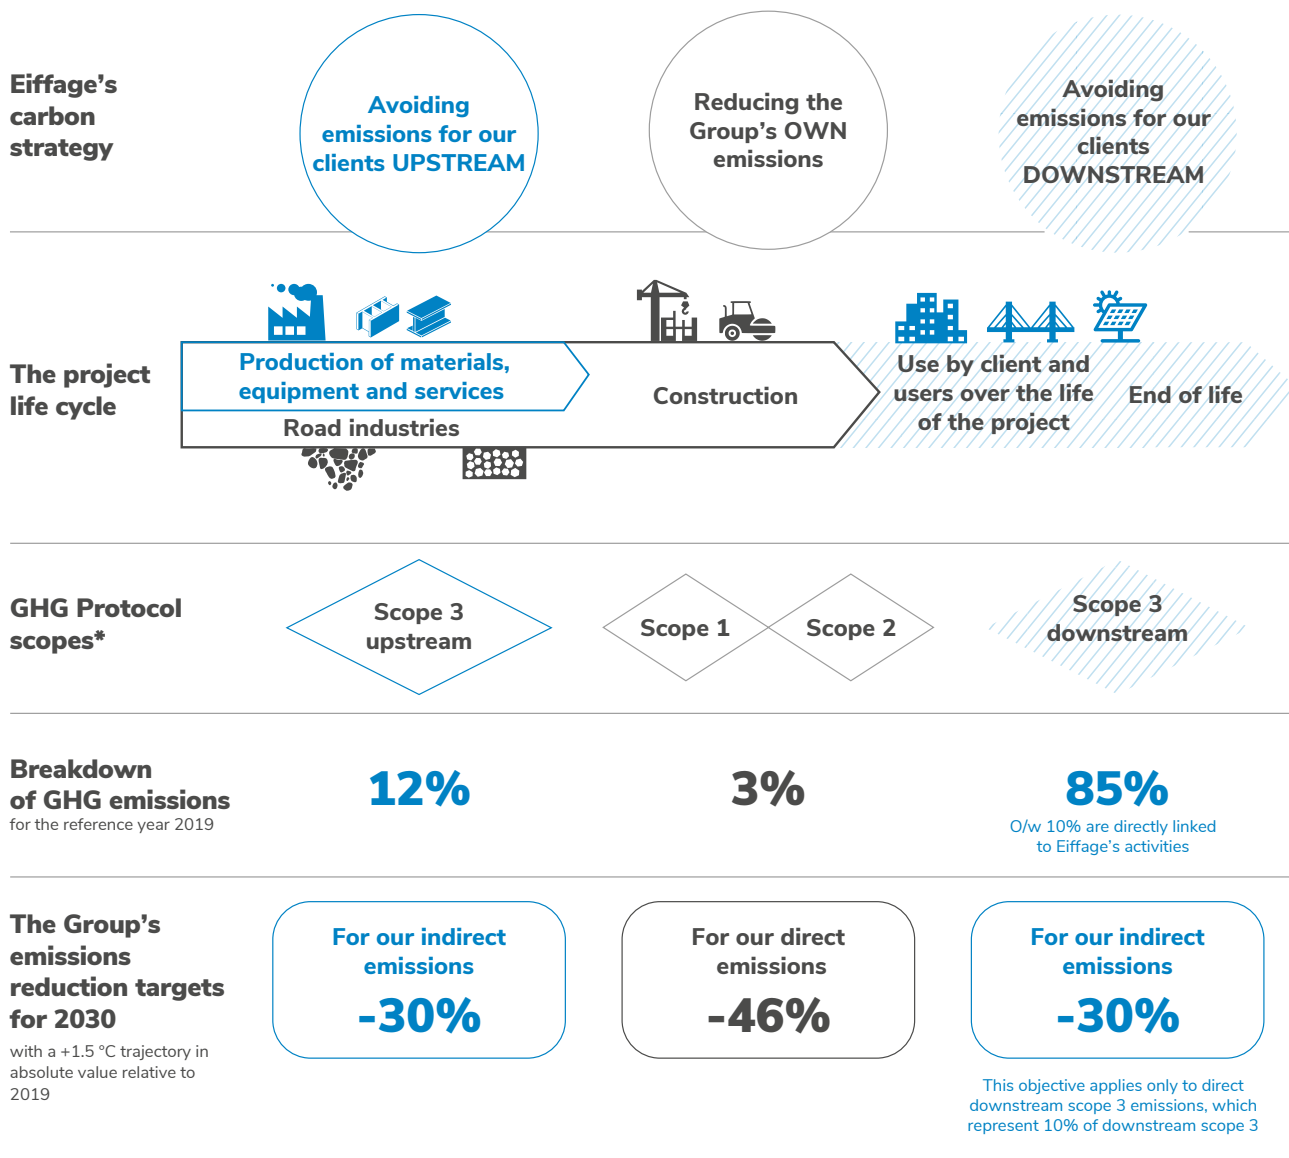 Eiffage's
carbon
strategy
Avoiding
emissions for our
clients UPSTREAM
Reducing the
Group's OWN
emissions
Avoiding
emissions for our
clients
DOWNSTREAM
The project
life cycle
Production of materials,
equipment and services
Road industries
Construction
Use by client and
users over the life
of the project
End of life
GHG Protocol
scopes*
Scope 3
upstream
Scope 1
Scope 2
Scope 3
downstream
Breakdown
of GHG emissions
for the reference year 2019
12%
3%
85%
O/w 10% are directly linked
to Eiffage's activities
The Group's
emissions
reduction targets
for 2030
with a +1.5 °C trajectory in
absolute value relative to
2019
For our indirect
emissions
-30%
For our direct
emissions
-46%
For our indirect
emissions
-30%
This objective applies only to direct
downstream scope 3 emissions, which
represent 10% of downstream scope 3